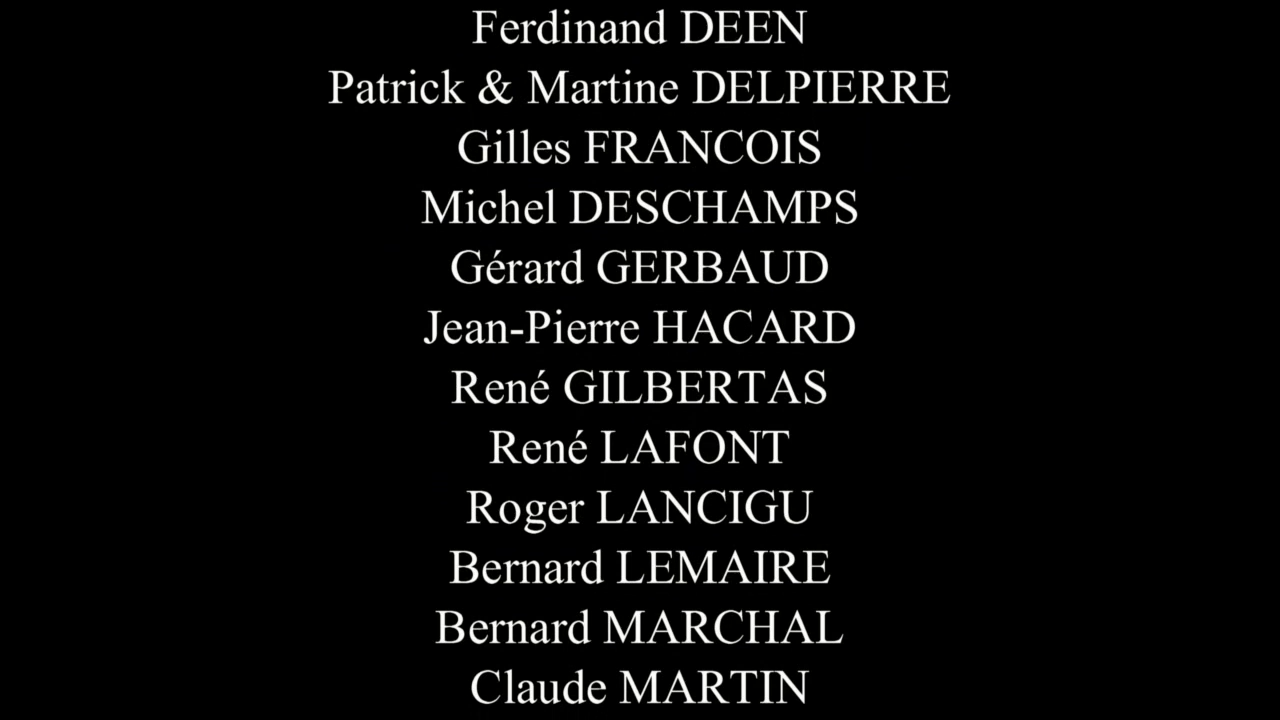 Ferdinand DEEN
Patrick & Martine DELPIERRE
Gilles FRANCOIS
Michel DESCHAMPS
Gérard GERBAUD
Jean-Pierre HACARD
René GILBERTAS
René LAFONT
Roger LANCIGU
Bernard LEMAIRE
Bernard MARCHAL
Claude MARTIN